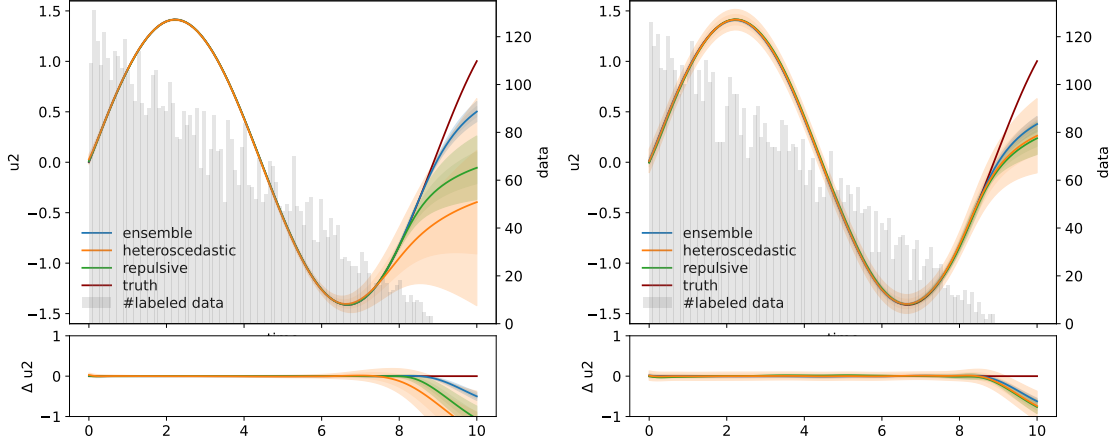 1.5
1.0
0.5
0.0
−0.5
−1.0
−1.5
u2
120
100
80
60
40
20
0
data
ensemble
heteroscedastic
repulsive
truth
#labeled data
1
0
−1
Δ u2
0 2 4 6 8 10
1.5
1.0
0.5
0.0
−0.5
−1.0
−1.5
u2
120
100
80
60
40
20
0
data
ensemble
heteroscedastic
repulsive
truth
#labeled data
1
0
−1
Δ u2
0 2 4 6 8 10